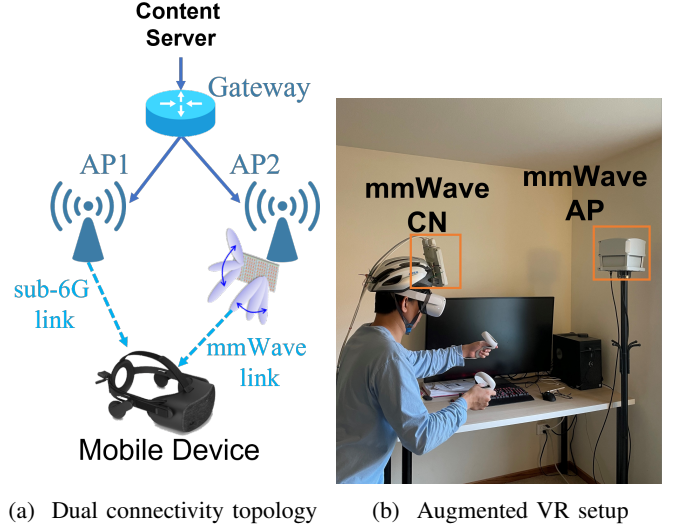 Content
Server
Gateway
AP1
AP2
sub-6G
link
mmWave
link
Mobile Device
(a) Dual connectivity topology
mmWave
CN
mmWave
AP
(b) Augmented VR setup